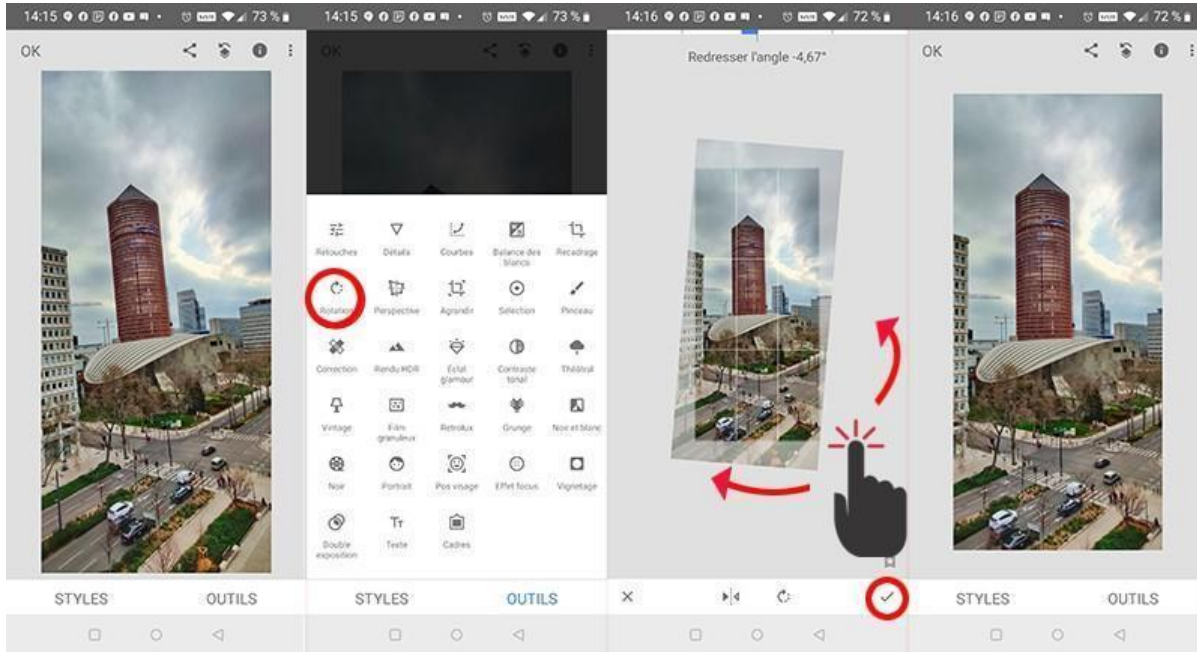 14:15 73 %
OK
STYLES OUTILS
14:15 73 %
OK
Retouches Détails Courbes Balance des blancs Recadrage
Rotation Perspective Agrandir Sélection Pinceau
Correction Rendu HDR Éclat glamour Contraste tonal Théâtral
Vintage Film granuleux Retrolux Grunge Noir et blanc
Noir Portrait Pos visage Effet focus Vignetage
Double exposition Texte Cadres
STYLES OUTILS
14:16 72 %
Redresser l'angle -4,67°
14:16 72 %
OK
STYLES OUTILS